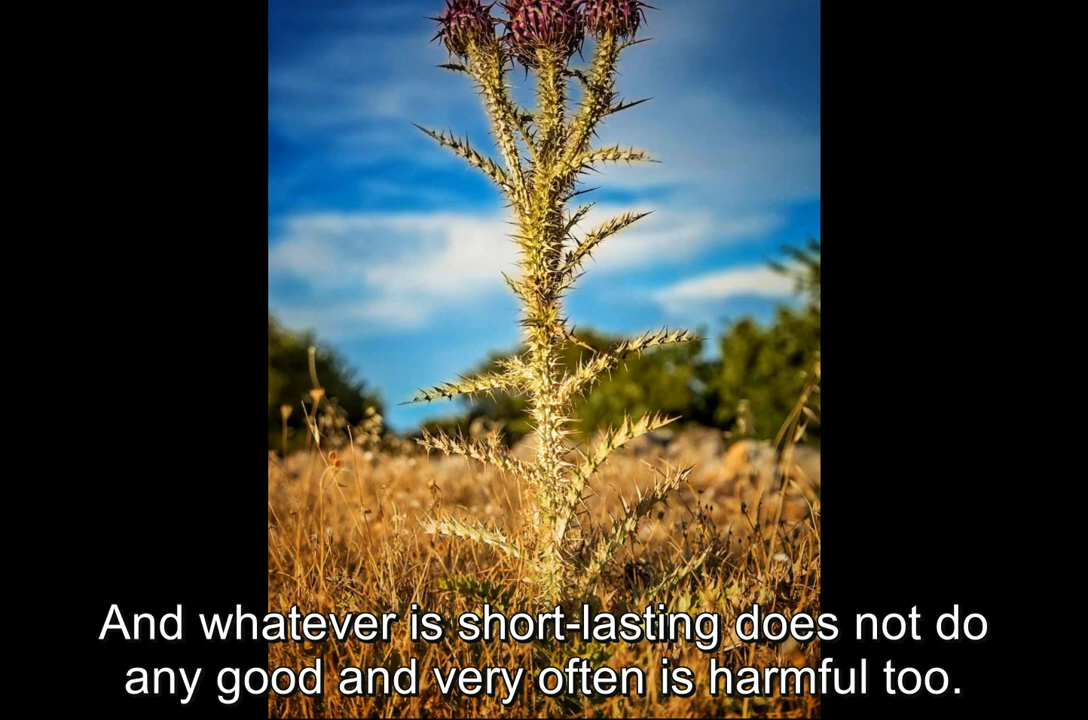 And whatever is short-lasting does not do
any good and very often is harmful too.